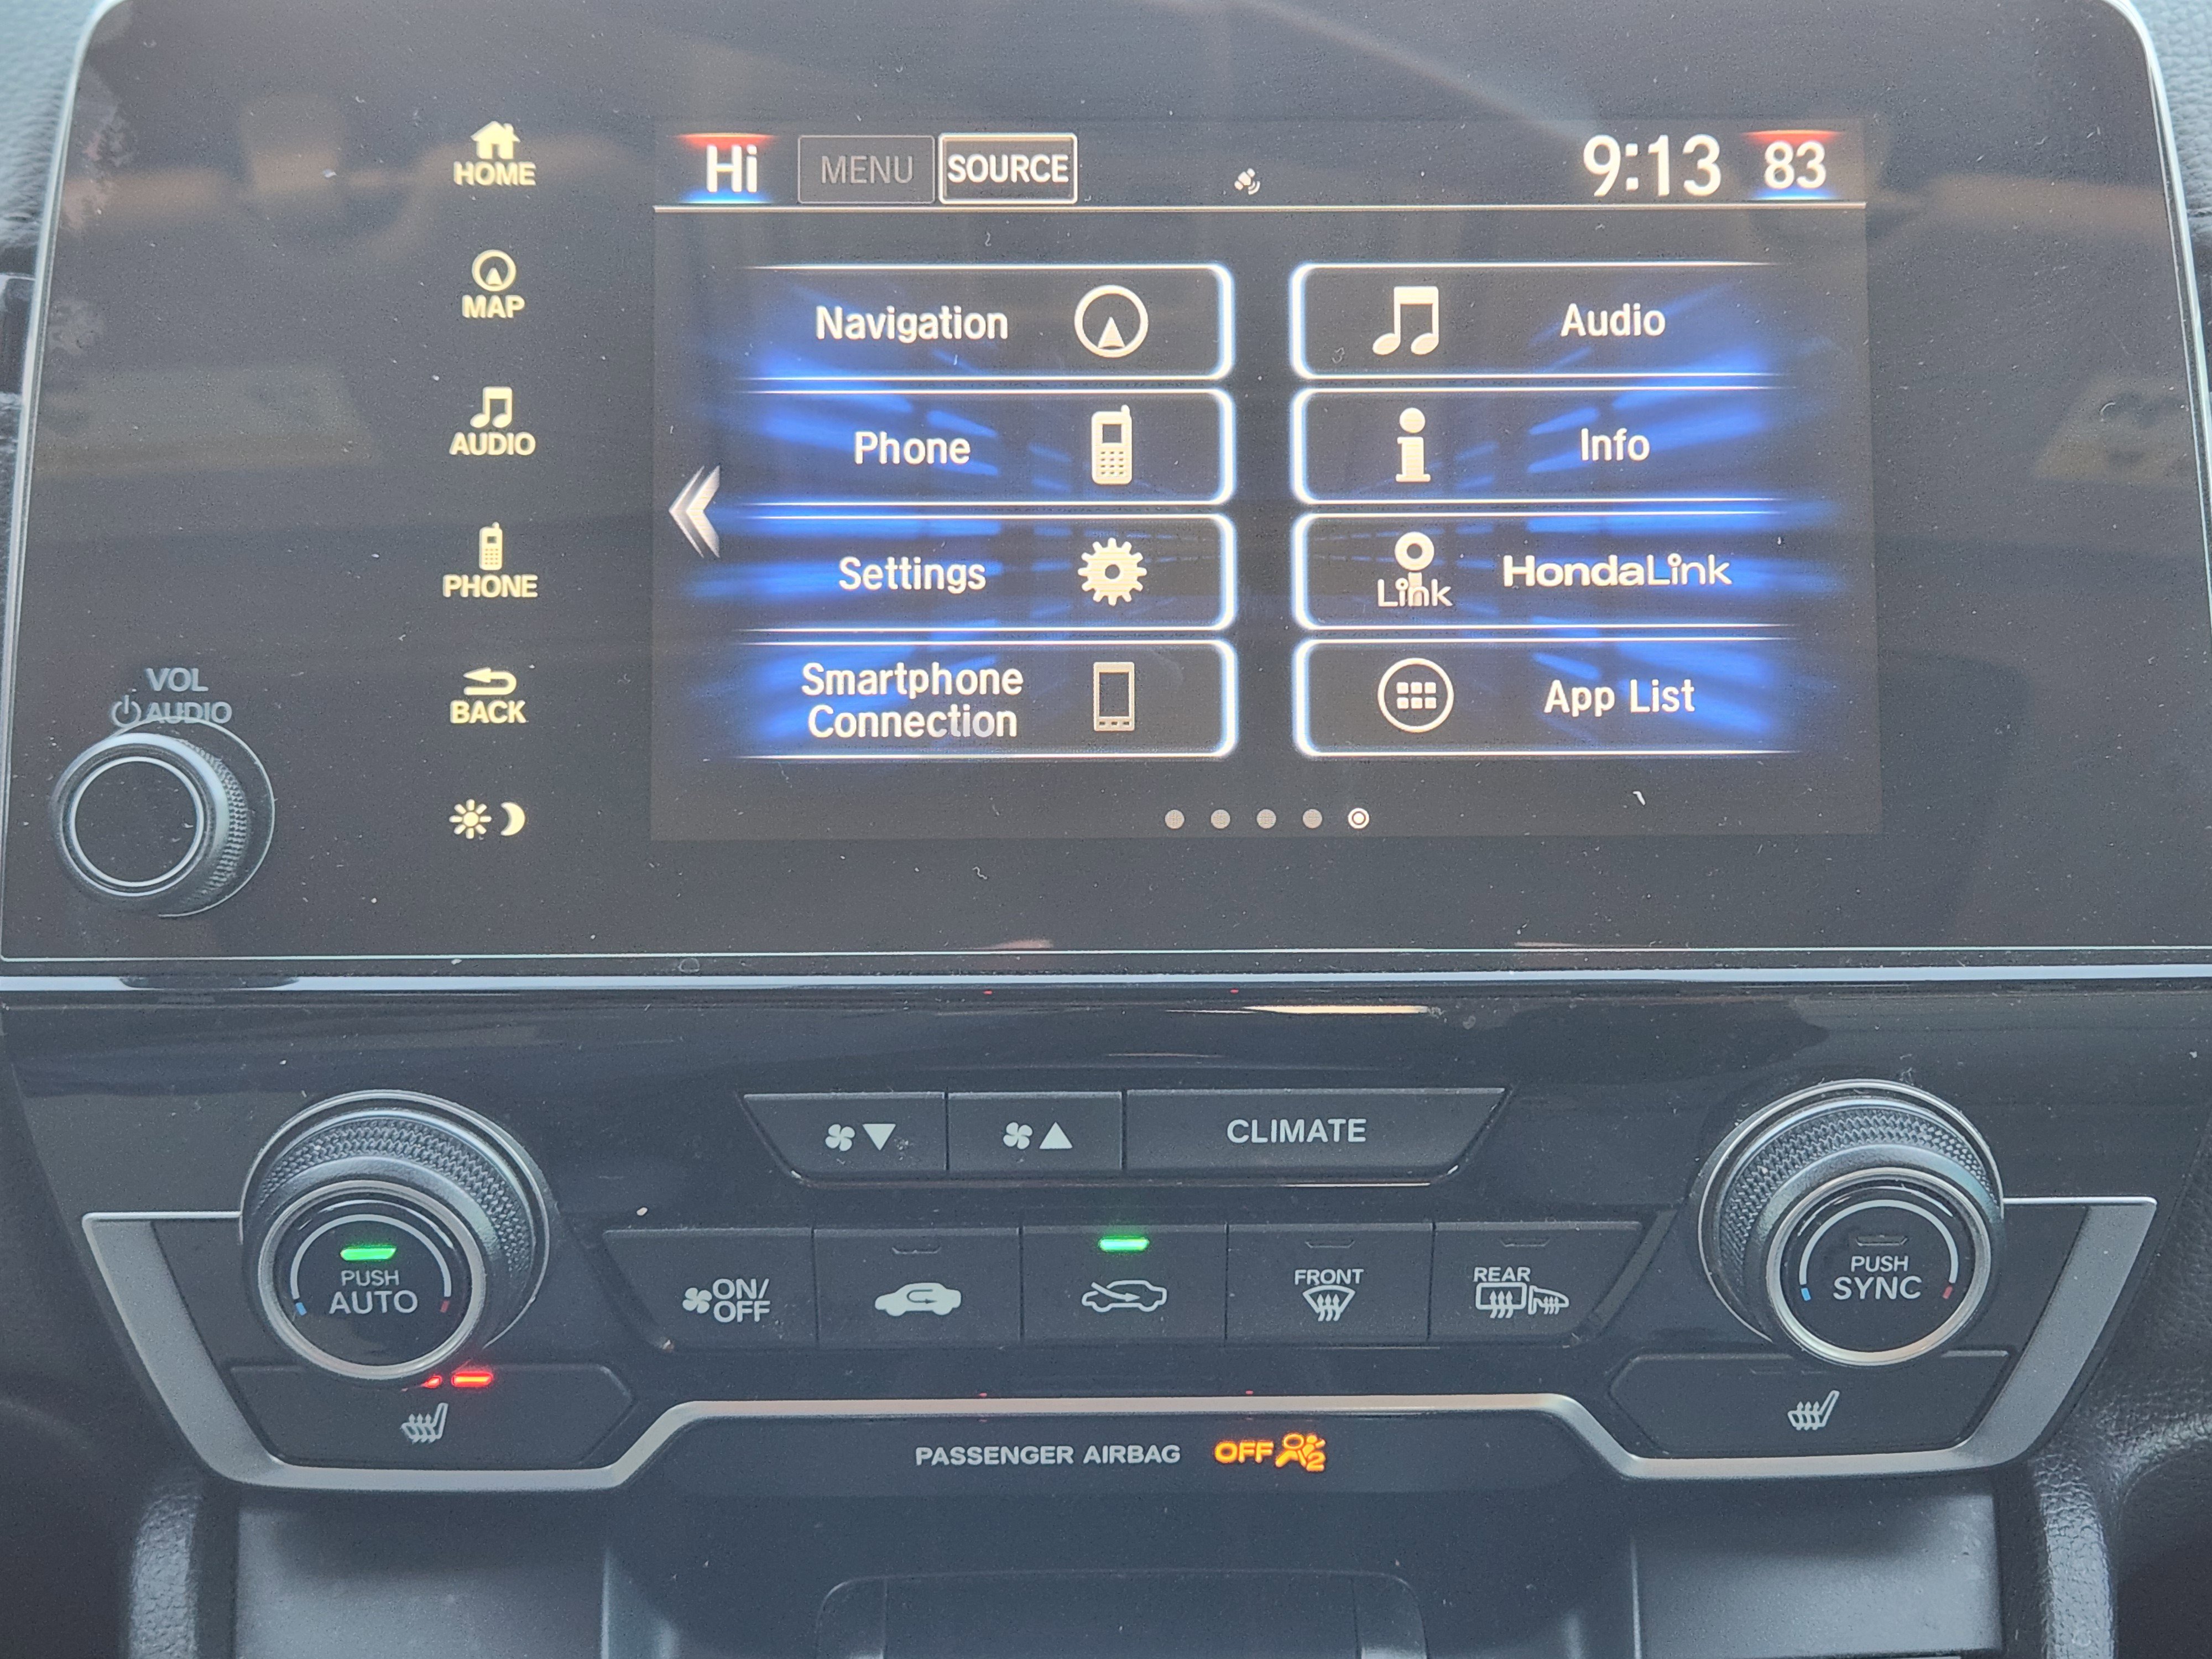 HOME
MAP
AUDIO
PHONE
BACK
VOL
AUDIO
Hi MENU SOURCE 9:13 83
Navigation Audio
Phone Info
Settings Link HondaLink
Smartphone
Connection
App List
CLIMATE
PUSH
AUTO
ON/
OFF
FRONT
REAR
PUSH
SYNC
PASSENGER AIRBAG OFF 2